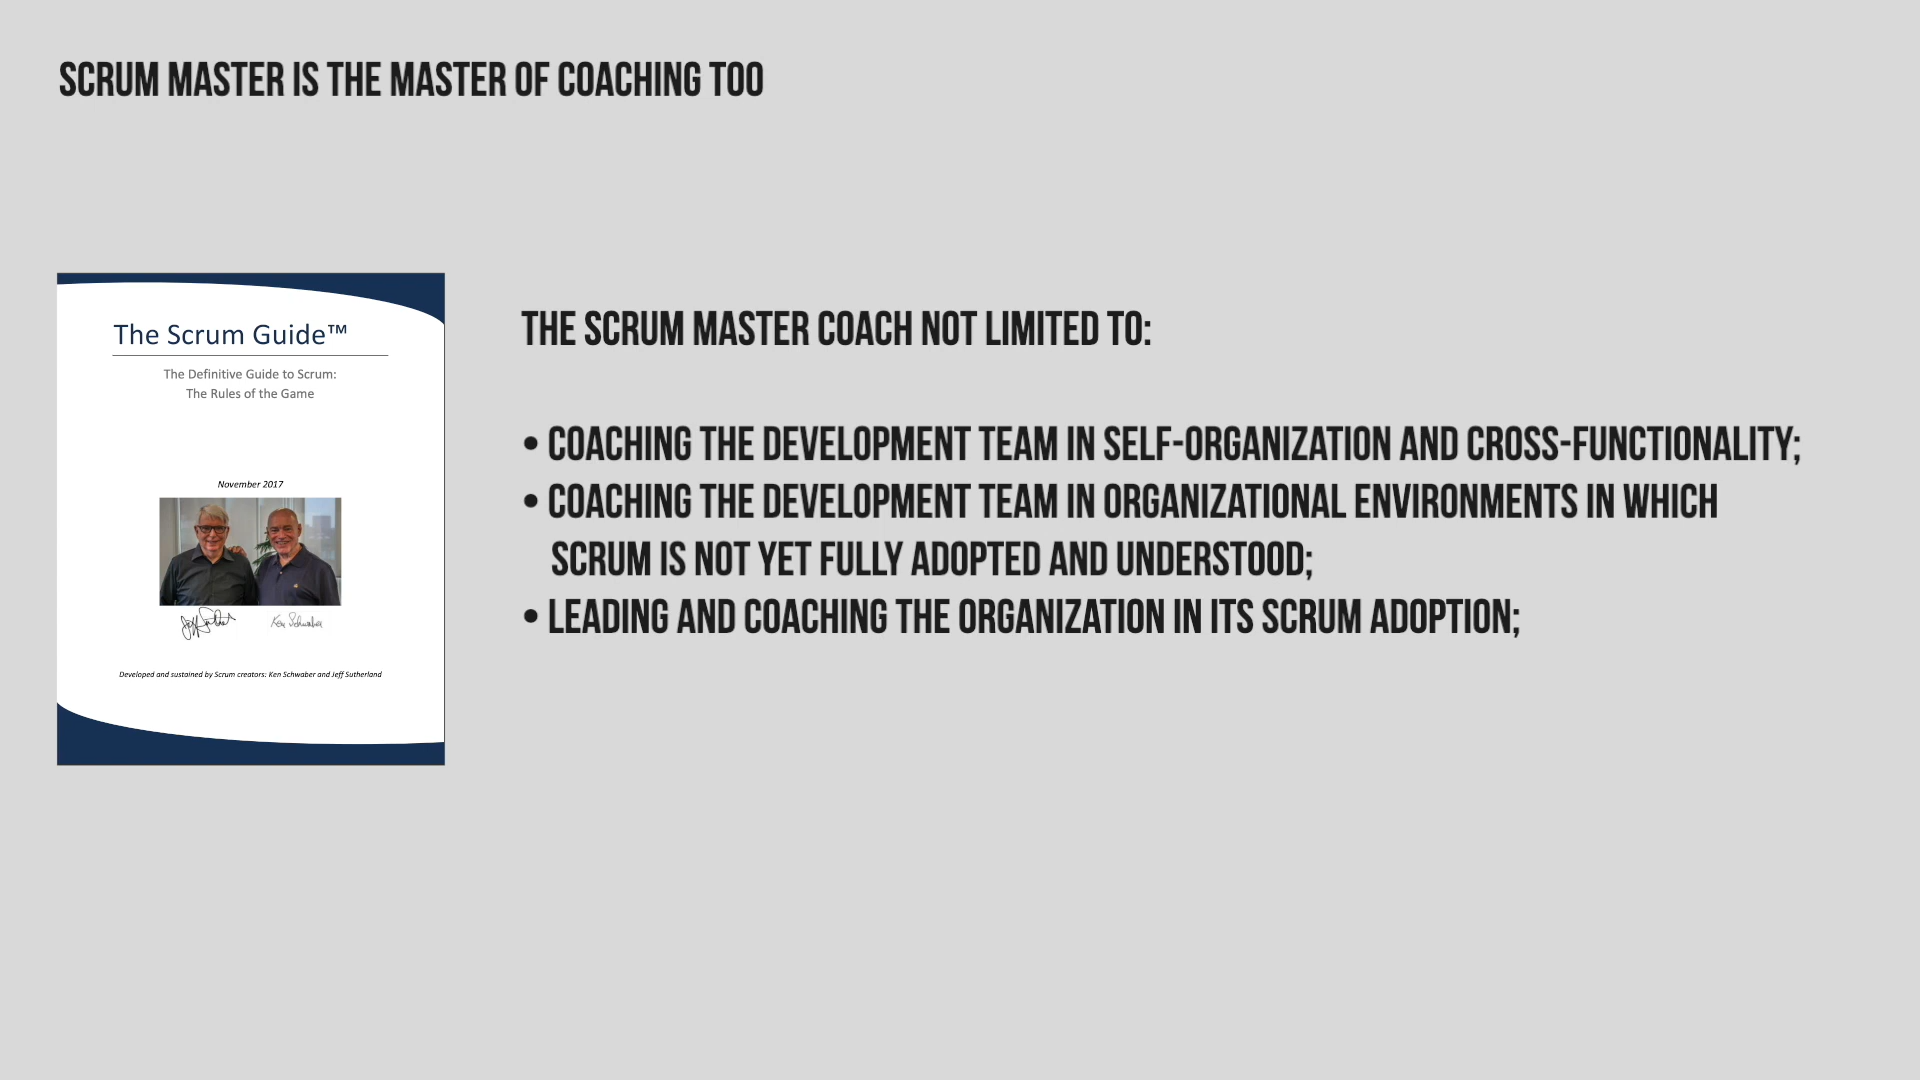 SCRUM MASTER IS THE MASTER OF COACHING TOO
The Scrum Guide™
The Definitive Guide to Scrum:
The Rules of the Game
November 2017
Developed and sustained by Scrum creators: Ken Schwaber and Jeff Sutherland
THE SCRUM MASTER COACH NOT LIMITED TO:
• COACHING THE DEVELOPMENT TEAM IN SELF-ORGANIZATION AND CROSS-FUNCTIONALITY;
• COACHING THE DEVELOPMENT TEAM IN ORGANIZATIONAL ENVIRONMENTS IN WHICH
SCRUM IS NOT YET FULLY ADOPTED AND UNDERSTOOD;
• LEADING AND COACHING THE ORGANIZATION IN ITS SCRUM ADOPTION;